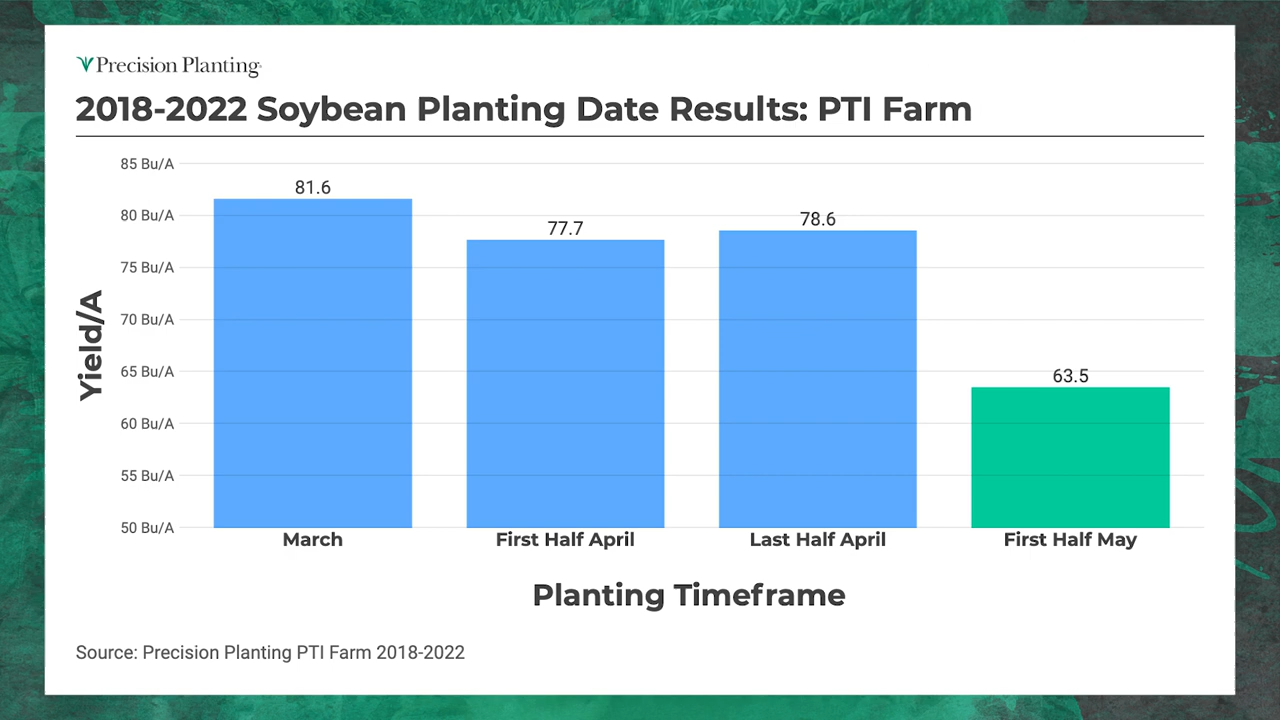 Precision Planting
2018-2022 Soybean Planting Date Results: PTI Farm
85 Bu/A
80 Bu/A
75 Bu/A
70 Bu/A
65 Bu/A
60 Bu/A
55 Bu/A
50 Bu/A
Yield/A
81.6
77.7
78.6
63.5
March
First Half April
Last Half April
First Half May
Planting Timeframe
Source: Precision Planting PTI Farm 2018-2022